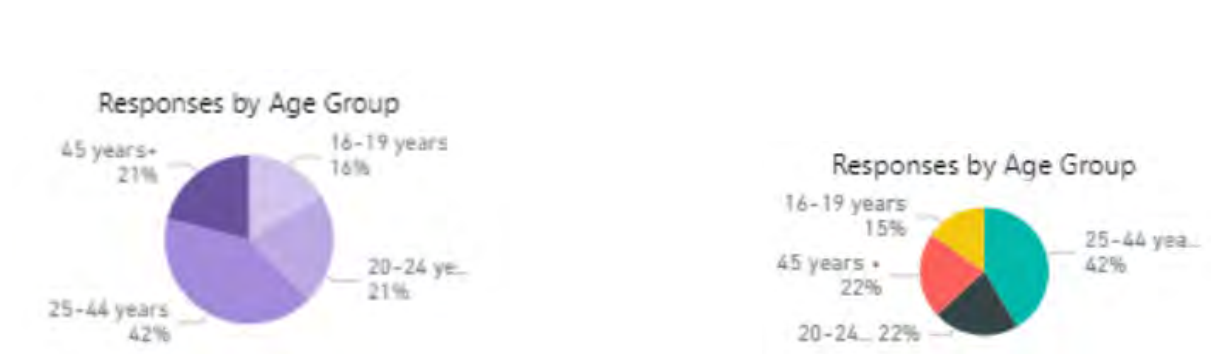 Responses by Age Group
45 years+
21%
16-19 years
16%
20-24 ye...
21%
25-44 years
42%
Responses by Age Group
16-19 years
15%
25-44 yea...
42%
45 years +
22%
20-24... 22%